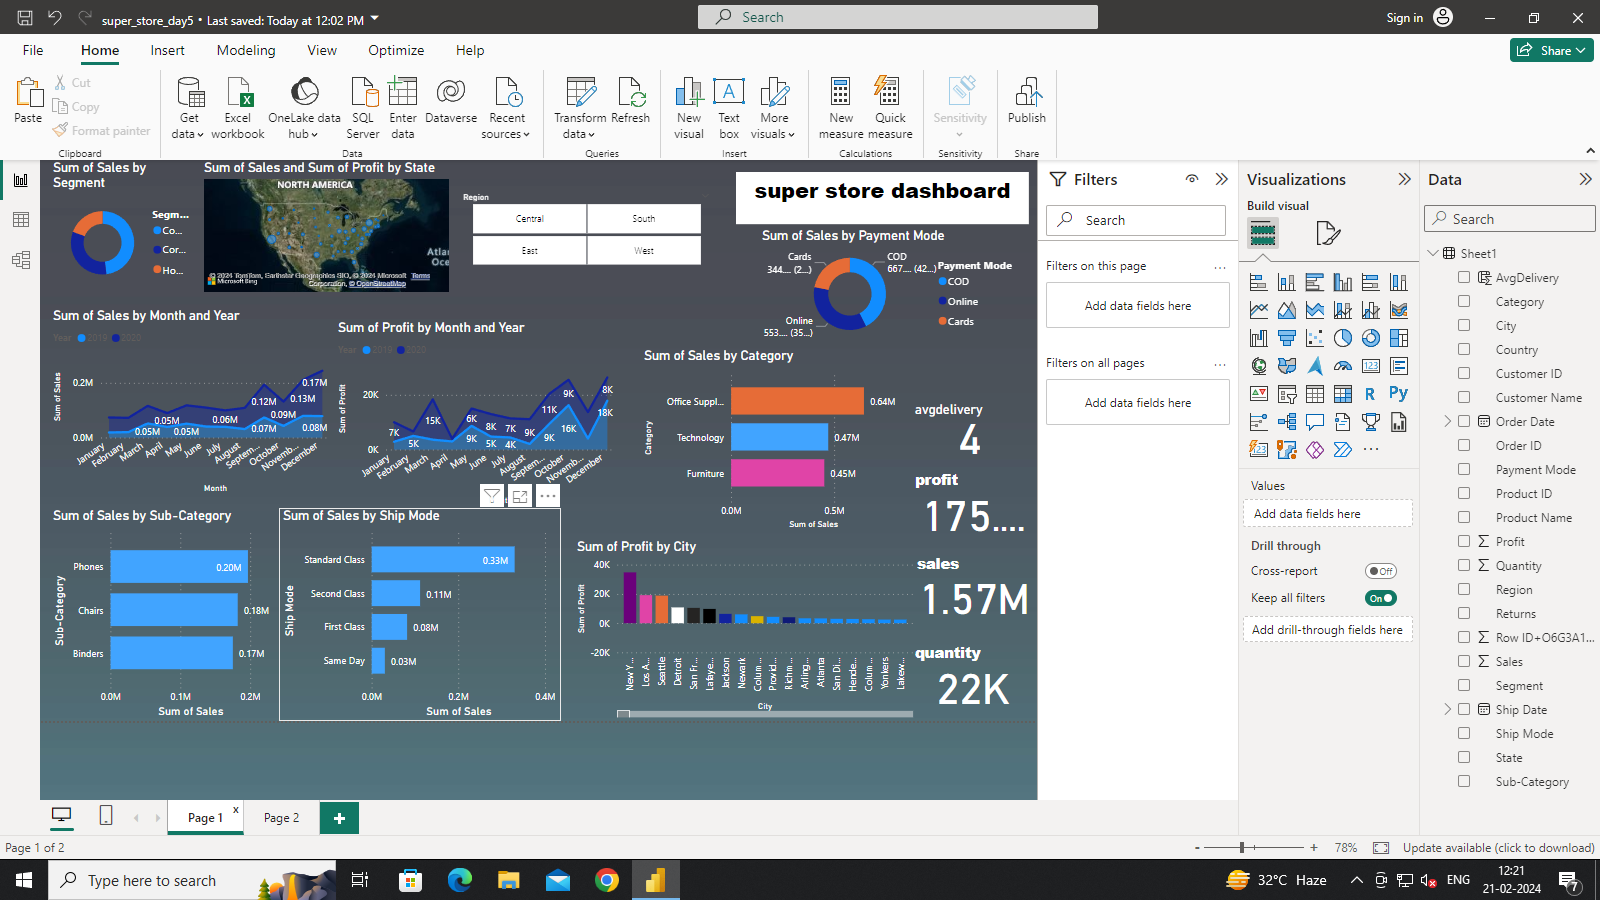 super_store_day5 • Last saved: Today at 12:02 PM
Search
Sign in
File
Home
Insert
Modeling
View
Optimize
Help
Share
Paste
Cut
Copy
Format painter
Clipboard
Get data
Excel workbook
OneLake data hub
SQL Server
Enter data
Dataverse
Recent sources
Data
Transform data
Refresh
Queries
New visual
Text box
More visuals
Insert
New measure
Quick measure
Calculations
Sensitivity
Sensitivity
Publish
Share
Sum of Sales by Segment
Segm...
Co...
Cor...
Ho...
Sum of Sales and Sum of Profit by State
NORTH AMERICA
Atla
Oce
© 2024 TomTom, Earthstar Geographics SIO, © 2024 Microsoft Corporation, © OpenStreetMap Terms
Microsoft Bing
Region
Central
South
East
West
super store dashboard
Sum of Sales by Payment Mode
Cards
344.... (2...)
COD
667.... (42...)
Online
553.... (35...)
Payment Mode
COD
Online
Cards
Sum of Sales by Month and Year
Year 2019 2020
Sum of Sales
0.2M
0.0M
0.17M
0.12M
0.13M
0.05M
0.06M
0.09M
0.05M
0.05M
0.07M
0.08M
January
February
March
April
May
June
July
August
Septem...
October
Novemb...
December
Month
Sum of Profit by Month and Year
Year 2019 2020
Sum of Profit
20K
0K
7K
5K
15K
6K
9K
8K
5K
7K
4K
9K
11K
9K
9K
16K
8K
18K
January
February
March
April
May
June
July
August
Septem...
October
Novemb...
December
Sum of Sales by Category
Category
Office Suppl...
0.64M
Technology
0.47M
Furniture
0.45M
0.0M
0.5M
Sum of Sales
avgdelivery
4
profit
175....
sales
1.57M
quantity
22K
Sum of Sales by Sub-Category
Sub-Category
Phones
0.20M
Chairs
0.18M
Binders
0.17M
0.0M
0.1M
0.2M
Sum of Sales
Sum of Sales by Ship Mode
Ship Mode
Standard Class
0.33M
Second Class
0.11M
First Class
0.08M
Same Day
0.03M
0.0M
0.2M
0.4M
Sum of Sales
Sum of Profit by City
Sum of Profit
40K
20K
0K
-20K
New Y...
Los A...
Seattle
Detroit
San Fr...
Lafaye...
Jackson
Newark
Colum...
Provid...
Richm...
Arling...
Atlanta
San Di...
Hende...
Colum...
Yonkers
Lakew...
City
Filters
Search
Filters on this page
Add data fields here
Filters on all pages
Add data fields here
Visualizations
Build visual
R
Py
123
Values
Add data fields here
Drill through
Cross-report
Off
Keep all filters
On
Add drill-through fields here
Data
Search
Sheet1
AvgDelivery
Category
City
Country
Customer ID
Customer Name
Order Date
Order ID
Payment Mode
Product ID
Product Name
Profit
Quantity
Region
Returns
Row ID+O6G3A1...
Sales
Segment
Ship Date
Ship Mode
State
Sub-Category
Page 1
Page 2
Page 1 of 2
78%
Update available (click to download)
Type here to search
32°C Haze
ENG
12:21
21-02-2024
7